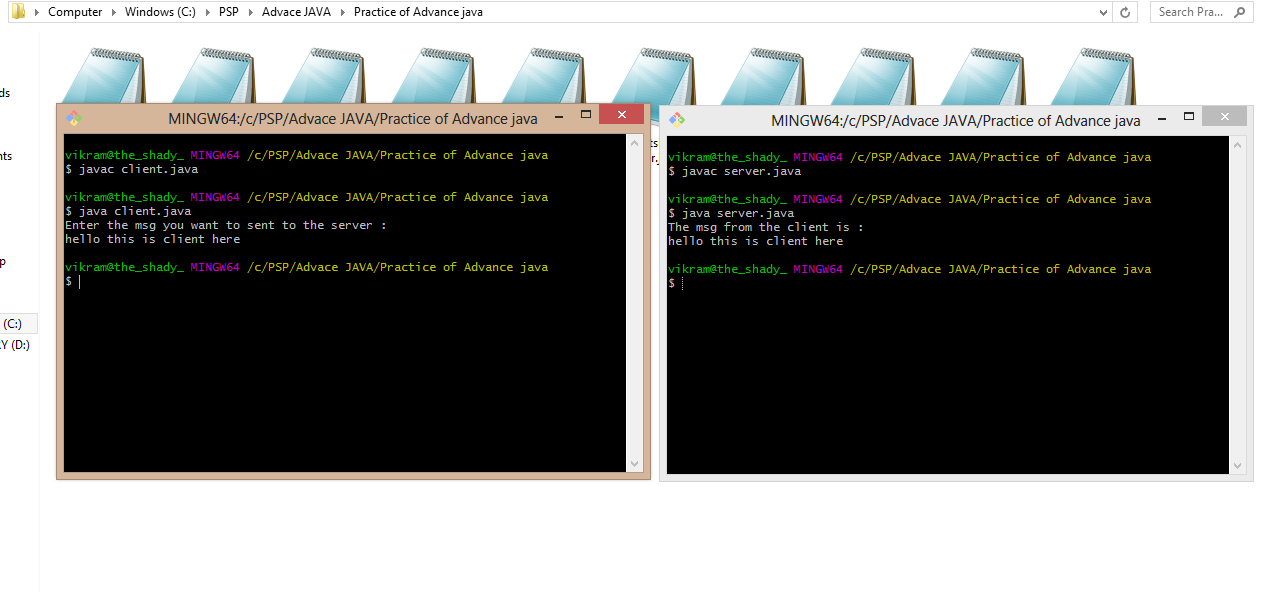 Computer Windows (C:) PSP Advace JAVA Practice of Advance java Search Pra...
ds
nts
p
(C:)
Y (D:)
MINGW64:/c/PSP/Advace JAVA/Practice of Advance java
vikram@the_shady_ MINGW64 /c/PSP/Advace JAVA/Practice of Advance java
$ javac client.java
vikram@the_shady_ MINGW64 /c/PSP/Advace JAVA/Practice of Advance java
$ java client.java
Enter the msg you want to sent to the server :
hello this is client here
vikram@the_shady_ MINGW64 /c/PSP/Advace JAVA/Practice of Advance java
$
ts
r.
MINGW64:/c/PSP/Advace JAVA/Practice of Advance java
vikram@the_shady_ MINGW64 /c/PSP/Advace JAVA/Practice of Advance java
$ javac server.java
vikram@the_shady_ MINGW64 /c/PSP/Advace JAVA/Practice of Advance java
$ java server.java
The msg from the client is :
hello this is client here
vikram@the_shady_ MINGW64 /c/PSP/Advace JAVA/Practice of Advance java
$